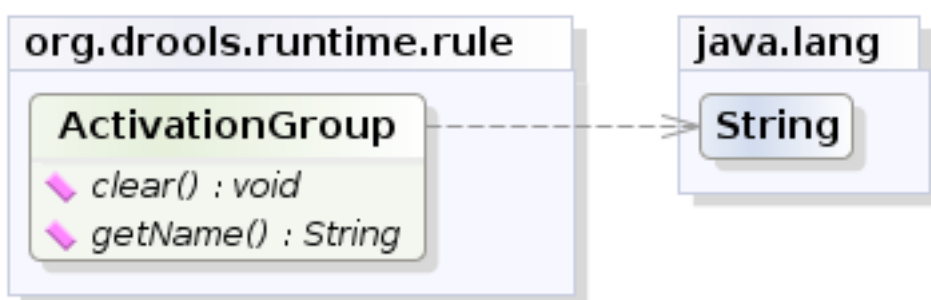 org.drools.runtime.rule
java.lang
ActivationGroup
String
clear() : void
getName() : String